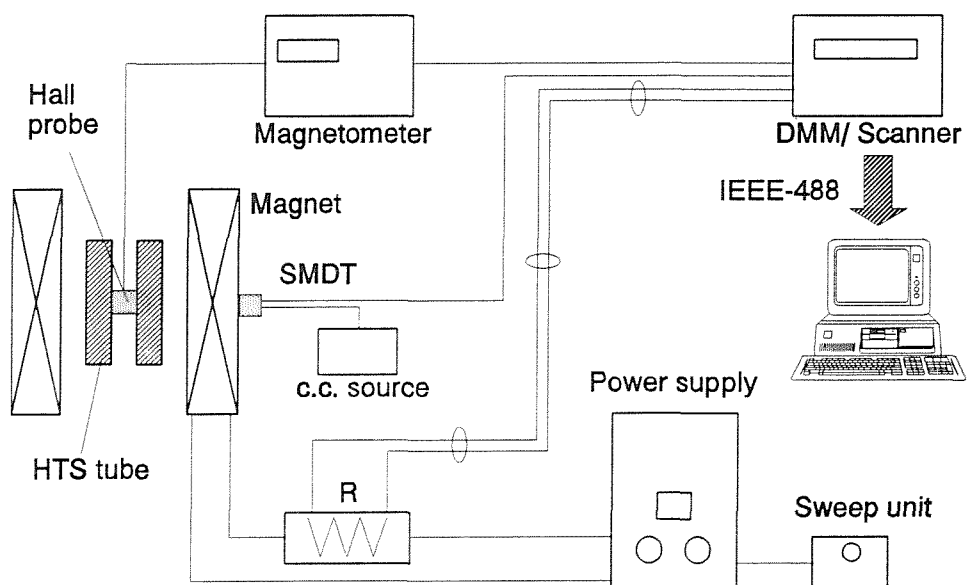 Hall
probe
Magnetometer
DMM/ Scanner
IEEE-488
Magnet
SMDT
c.c. source
Power supply
HTS tube
R
Sweep unit